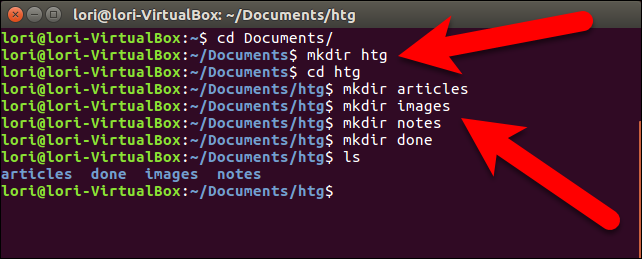 lori@lori-VirtualBox: ~/Documents/htg
lori@lori-VirtualBox:~$ cd Documents/
lori@lori-VirtualBox:~/Documents$ mkdir htg
lori@lori-VirtualBox:~/Documents$ cd htg
lori@lori-VirtualBox:~/Documents/htg$ mkdir articles
lori@lori-VirtualBox:~/Documents/htg$ mkdir images
lori@lori-VirtualBox:~/Documents/htg$ mkdir notes
lori@lori-VirtualBox:~/Documents/htg$ mkdir done
lori@lori-VirtualBox:~/Documents/htg$ ls
articles  done  images  notes
lori@lori-VirtualBox:~/Documents/htg$